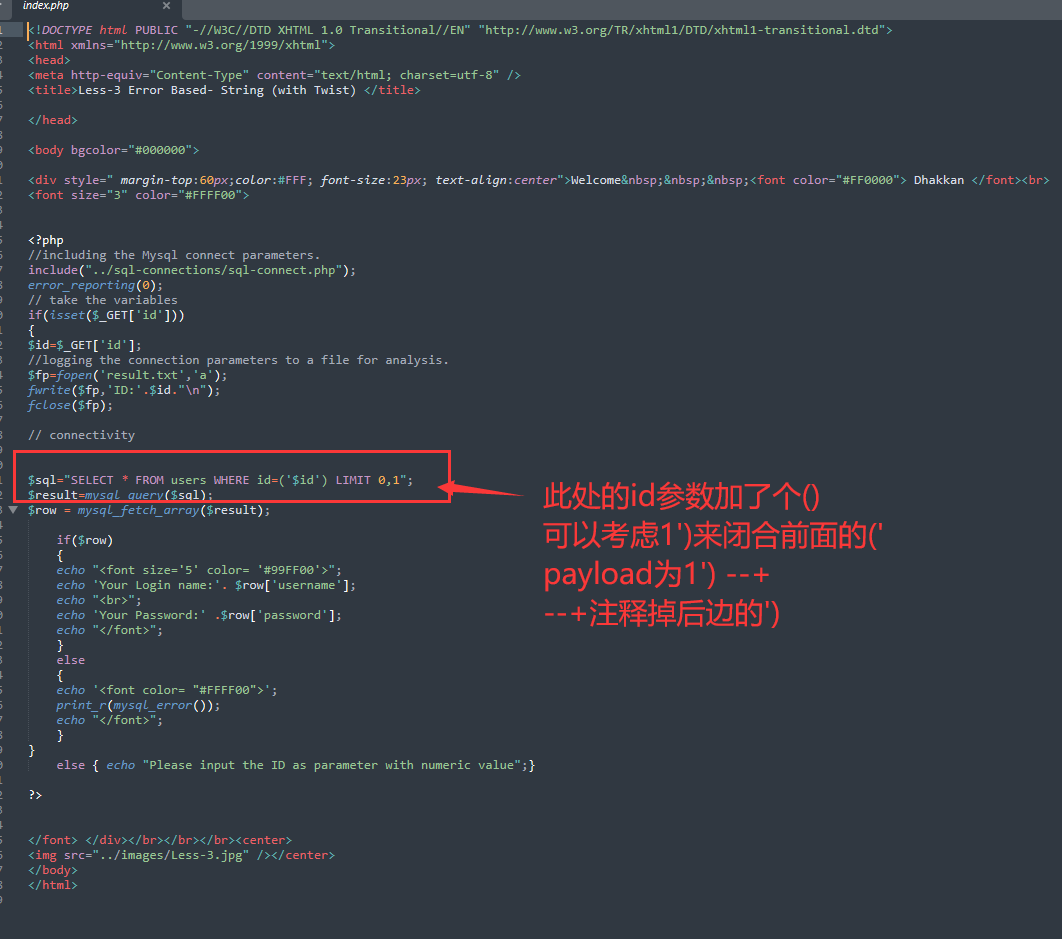 index.php ×
<!DOCTYPE html PUBLIC "-//W3C//DTD XHTML 1.0 Transitional//EN" "http://www.w3.org/TR/xhtml1/DTD/xhtml1-transitional.dtd">
<html xmlns="http://www.w3.org/1999/xhtml">
<head>
<meta http-equiv="Content-Type" content="text/html; charset=utf-8" />
<title>Less-3 Error Based- String (with Twist) </title>
</head>
<body bgcolor="#000000">
<div style=" margin-top:60px;color:#FFF; font-size:23px; text-align:center">Welcome&nbsp;&nbsp;&nbsp;<font color="#FF0000"> Dhakkan </font><br>
<font size="3" color="#FFFF00">
<?php
//including the Mysql connect parameters.
include("../sql-connections/sql-connect.php");
error_reporting(0);
// take the variables
if(isset($_GET['id']))
{
$id=$_GET['id'];
//logging the connection parameters to a file for analysis.
$fp=fopen('result.txt','a');
fwrite($fp,'ID:'.$id."\n");
fclose($fp);
// connectivity
$sql="SELECT * FROM users WHERE id=('$id') LIMIT 0,1";
$result=mysql_query($sql);
$row = mysql_fetch_array($result);
if($row)
{
echo "<font size='5' color= '#99FF00'>";
echo 'Your Login name:'. $row['username'];
echo "<br>";
echo 'Your Password:' .$row['password'];
echo "</font>";
}
else
{
echo '<font color= "#FFFF00">';
print_r(mysql_error());
echo "</font>";
}
}
else { echo "Please input the ID as parameter with numeric value";}
?>
</font> </div></br></br></br><center>
<img src="../images/Less-3.jpg" /></center>
</body>
</html>
此处的id参数加了个()
可以考虑1')来闭合前面的('
payload为1') --+
--+注释掉后边的')